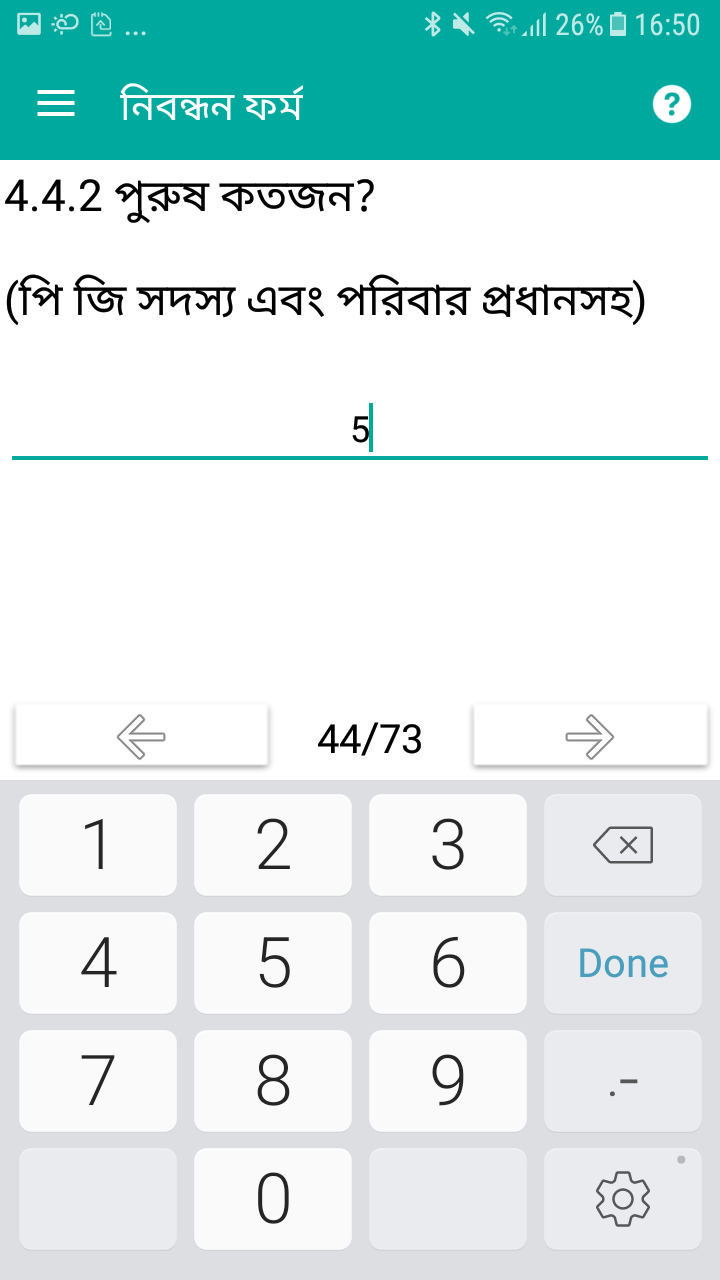 ... 26% 16:50
নিবন্ধন ফর্ম ?
4.4.2 পুরুষ কতজন?
(পি জি সদস্য এবং পরিবার প্রধানসহ)
5
44/73
1 2 3
4 5 6 Done
7 8 9 .-
0